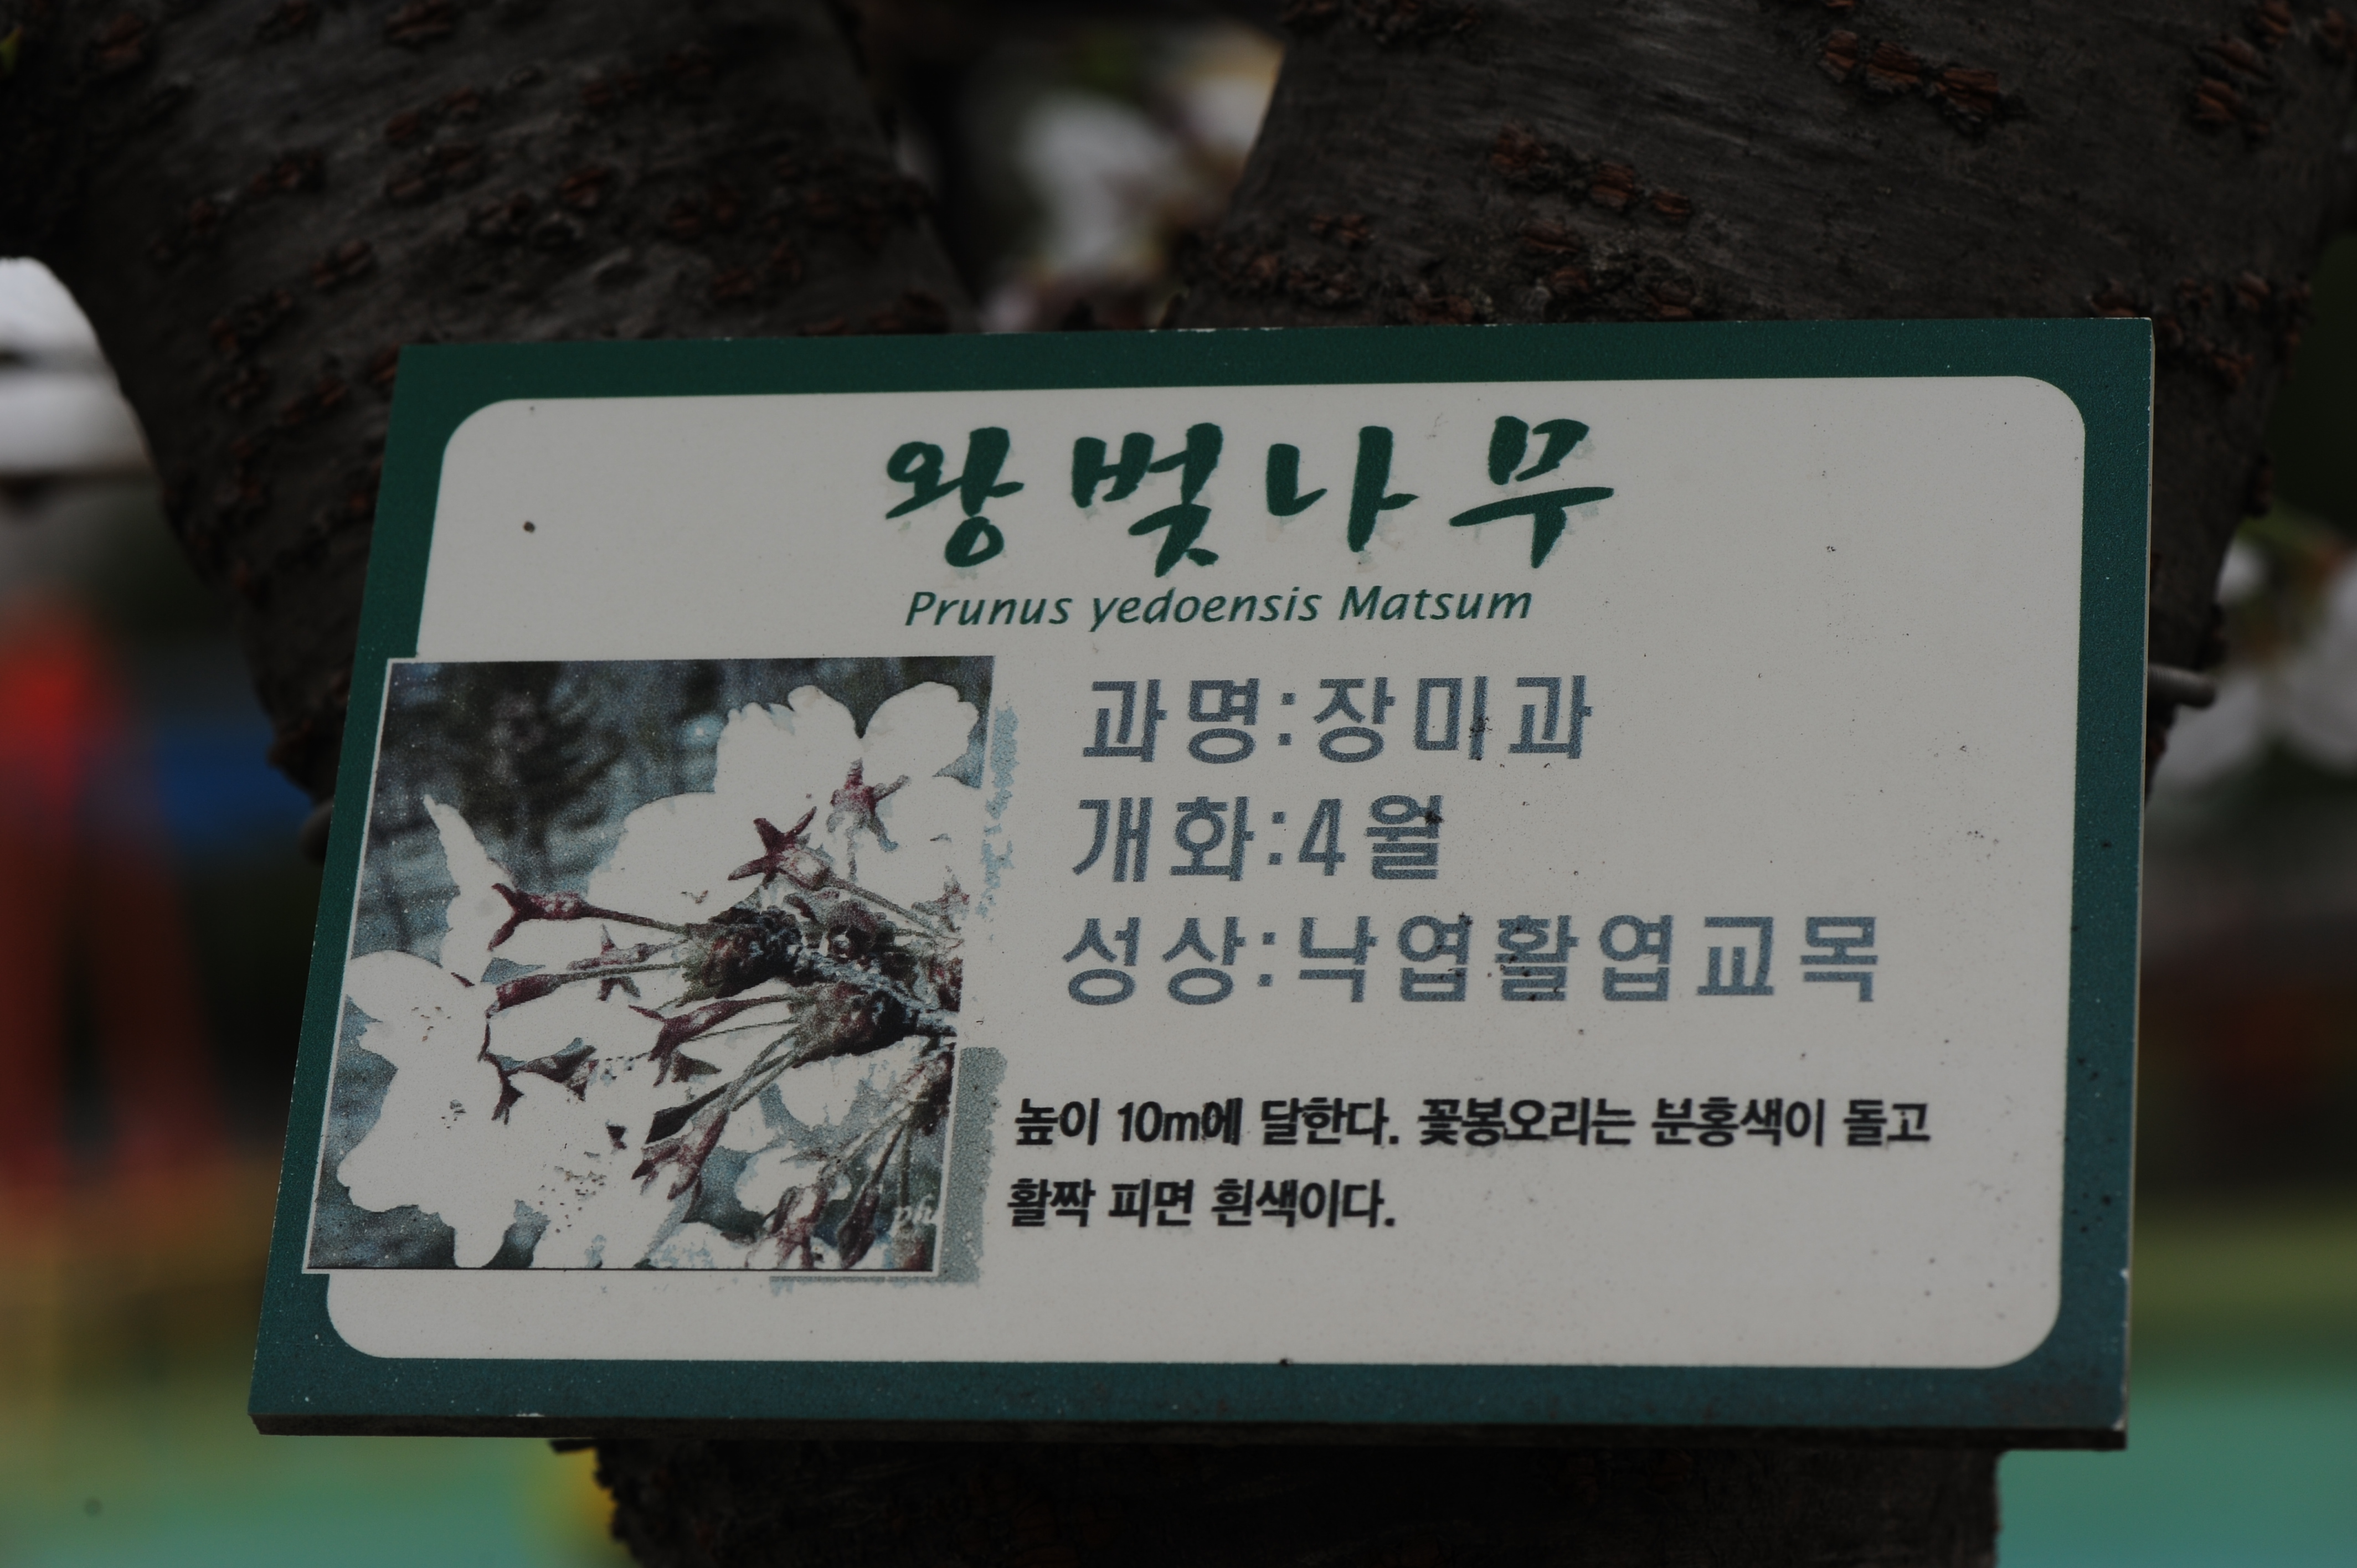 왕벚나무
Prunus yedoensis Matsum
과명:장미과
개화:4월
성상:낙엽활엽교목
높이 10m에 달한다. 꽃봉오리는 분홍색이 돌고
활짝 피면 흰색이다.